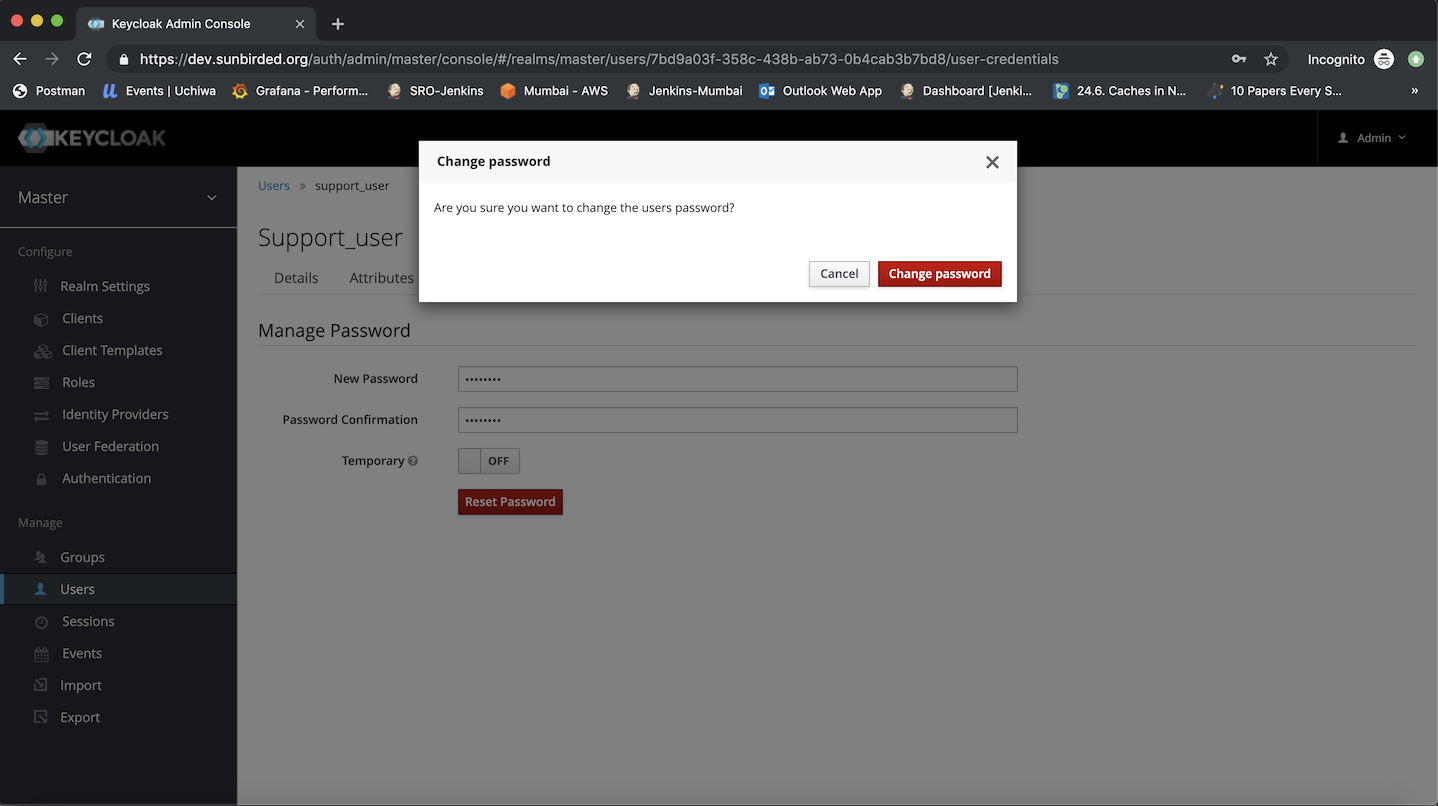 Keycloak Admin Console
https://dev.sunbirded.org/auth/admin/master/console/#/realms/master/users/7bd9a03f-358c-438b-ab73-0b4cab3b7bd8/user-credentials
Incognito
Postman
Events | Uchiwa
Grafana - Perform...
SRO-Jenkins
Mumbai - AWS
Jenkins-Mumbai
Outlook Web App
Dashboard [Jenki...
24.6. Caches in N...
10 Papers Every S...
»
KEYCLOAK
Admin
Master
Configure
Realm Settings
Clients
Client Templates
Roles
Identity Providers
User Federation
Authentication
Manage
Groups
Users
Sessions
Events
Import
Export
Users » support_user
Support_user
Details
Attributes
Change password
Are you sure you want to change the users password?
Cancel
Change password
Manage Password
New Password
••••••••
Password Confirmation
••••••••
Temporary
OFF
Reset Password